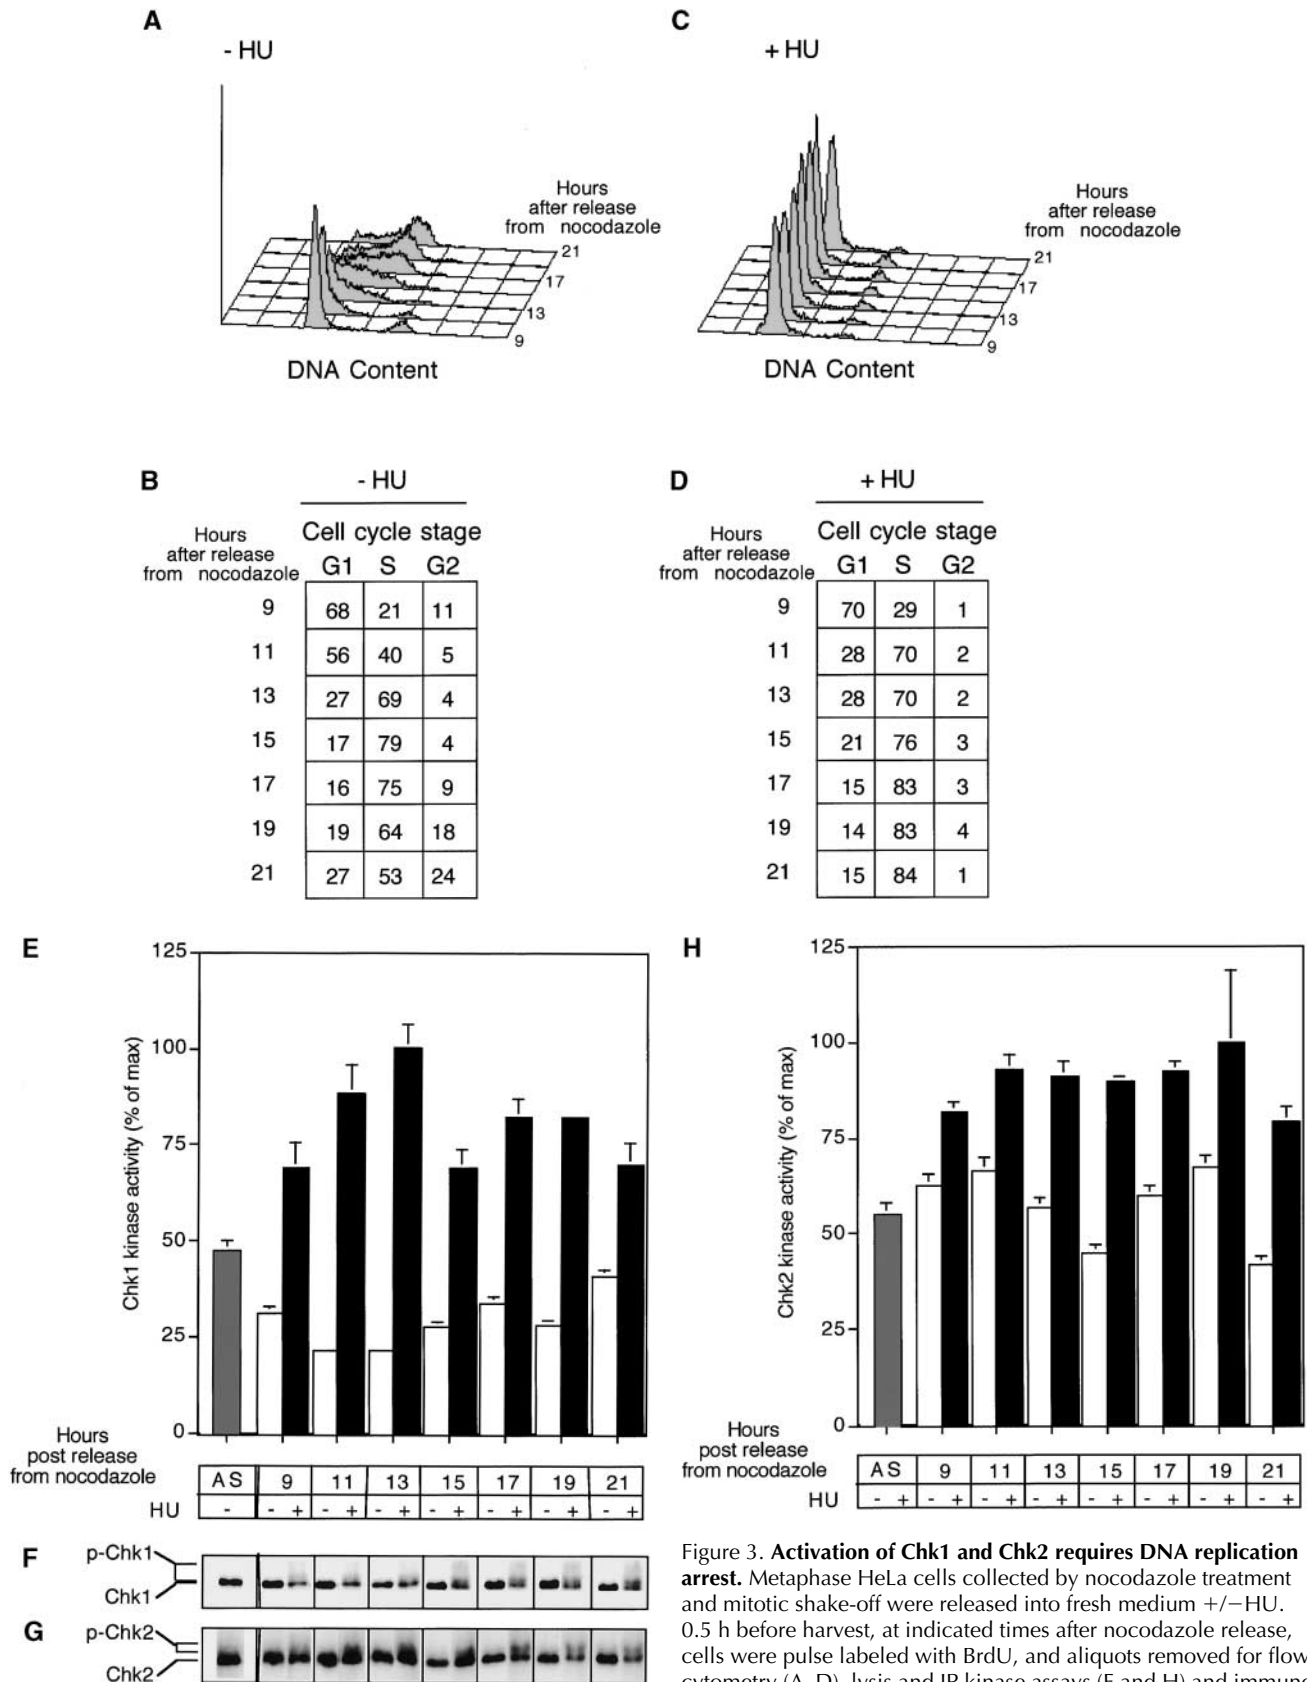 A
- HU
Hours
after release
from nocodazole
21
17
13
9
DNA Content
C
+ HU
Hours
after release
from nocodazole
21
17
13
9
DNA Content
B
- HU
Hours
after release
from nocodazole
Cell cycle stage
G1 S G2
9 68 21 11
11 56 40 5
13 27 69 4
15 17 79 4
17 16 75 9
19 19 64 18
21 27 53 24
D
+ HU
Hours
after release
from nocodazole
Cell cycle stage
G1 S G2
9 70 29 1
11 28 70 2
13 28 70 2
15 21 76 3
17 15 83 3
19 14 83 4
21 15 84 1
E
Chk1 kinase activity (% of max)
125
100
75
50
25
0
Hours
post release
from nocodazole
AS 9 11 13 15 17 19 21
HU - - + - + - + - + - + - + - +
H
Chk2 kinase activity (% of max)
125
100
75
50
25
0
Hours
post release
from nocodazole
AS 9 11 13 15 17 19 21
HU - + - + - + - + - + - + - + - +
F
p-Chk1
Chk1
G
p-Chk2
Chk2
Figure 3. Activation of Chk1 and Chk2 requires DNA replication
arrest. Metaphase HeLa cells collected by nocodazole treatment
and mitotic shake-off were released into fresh medium +/−HU.
0.5 h before harvest, at indicated times after nocodazole release,
cells were pulse labeled with BrdU, and aliquots removed for flow
cytometry (A–D), lysis and IP kinase assays (E and H) and immuno